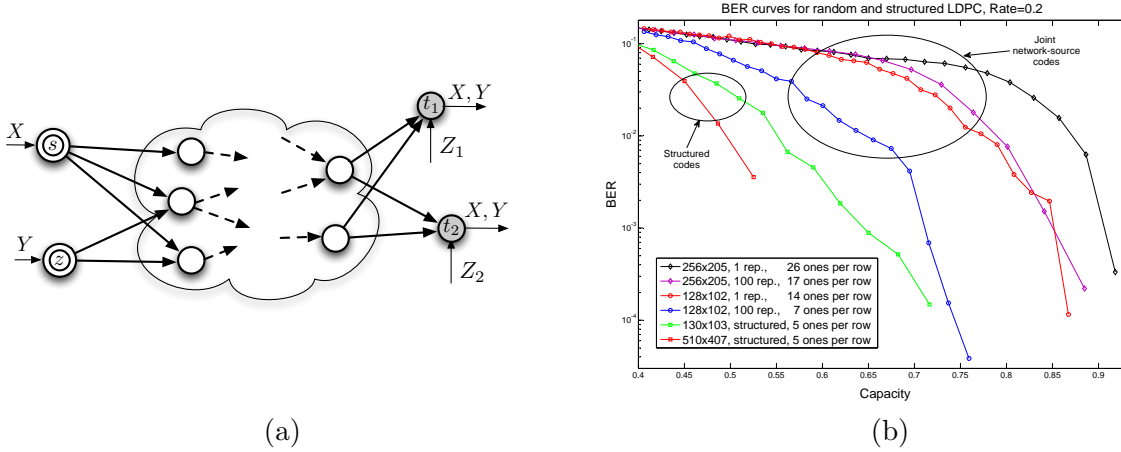 X
Y
s
z
t1
X, Y
Z1
t2
X, Y
Z2
(a)
BER curves for random and structured LDPC, Rate=0.2
BER
10^-1
10^-2
10^-3
10^-4
Joint
network-source
codes
Structured
codes
256x205, 1 rep., 26 ones per row
256x205, 100 rep., 17 ones per row
128x102, 1 rep., 14 ones per row
128x102, 100 rep., 7 ones per row
130x103, structured, 5 ones per row
510x407, structured, 5 ones per row
0.4 0.45 0.5 0.55 0.6 0.65 0.7 0.75 0.8 0.85 0.9
Capacity
(b)